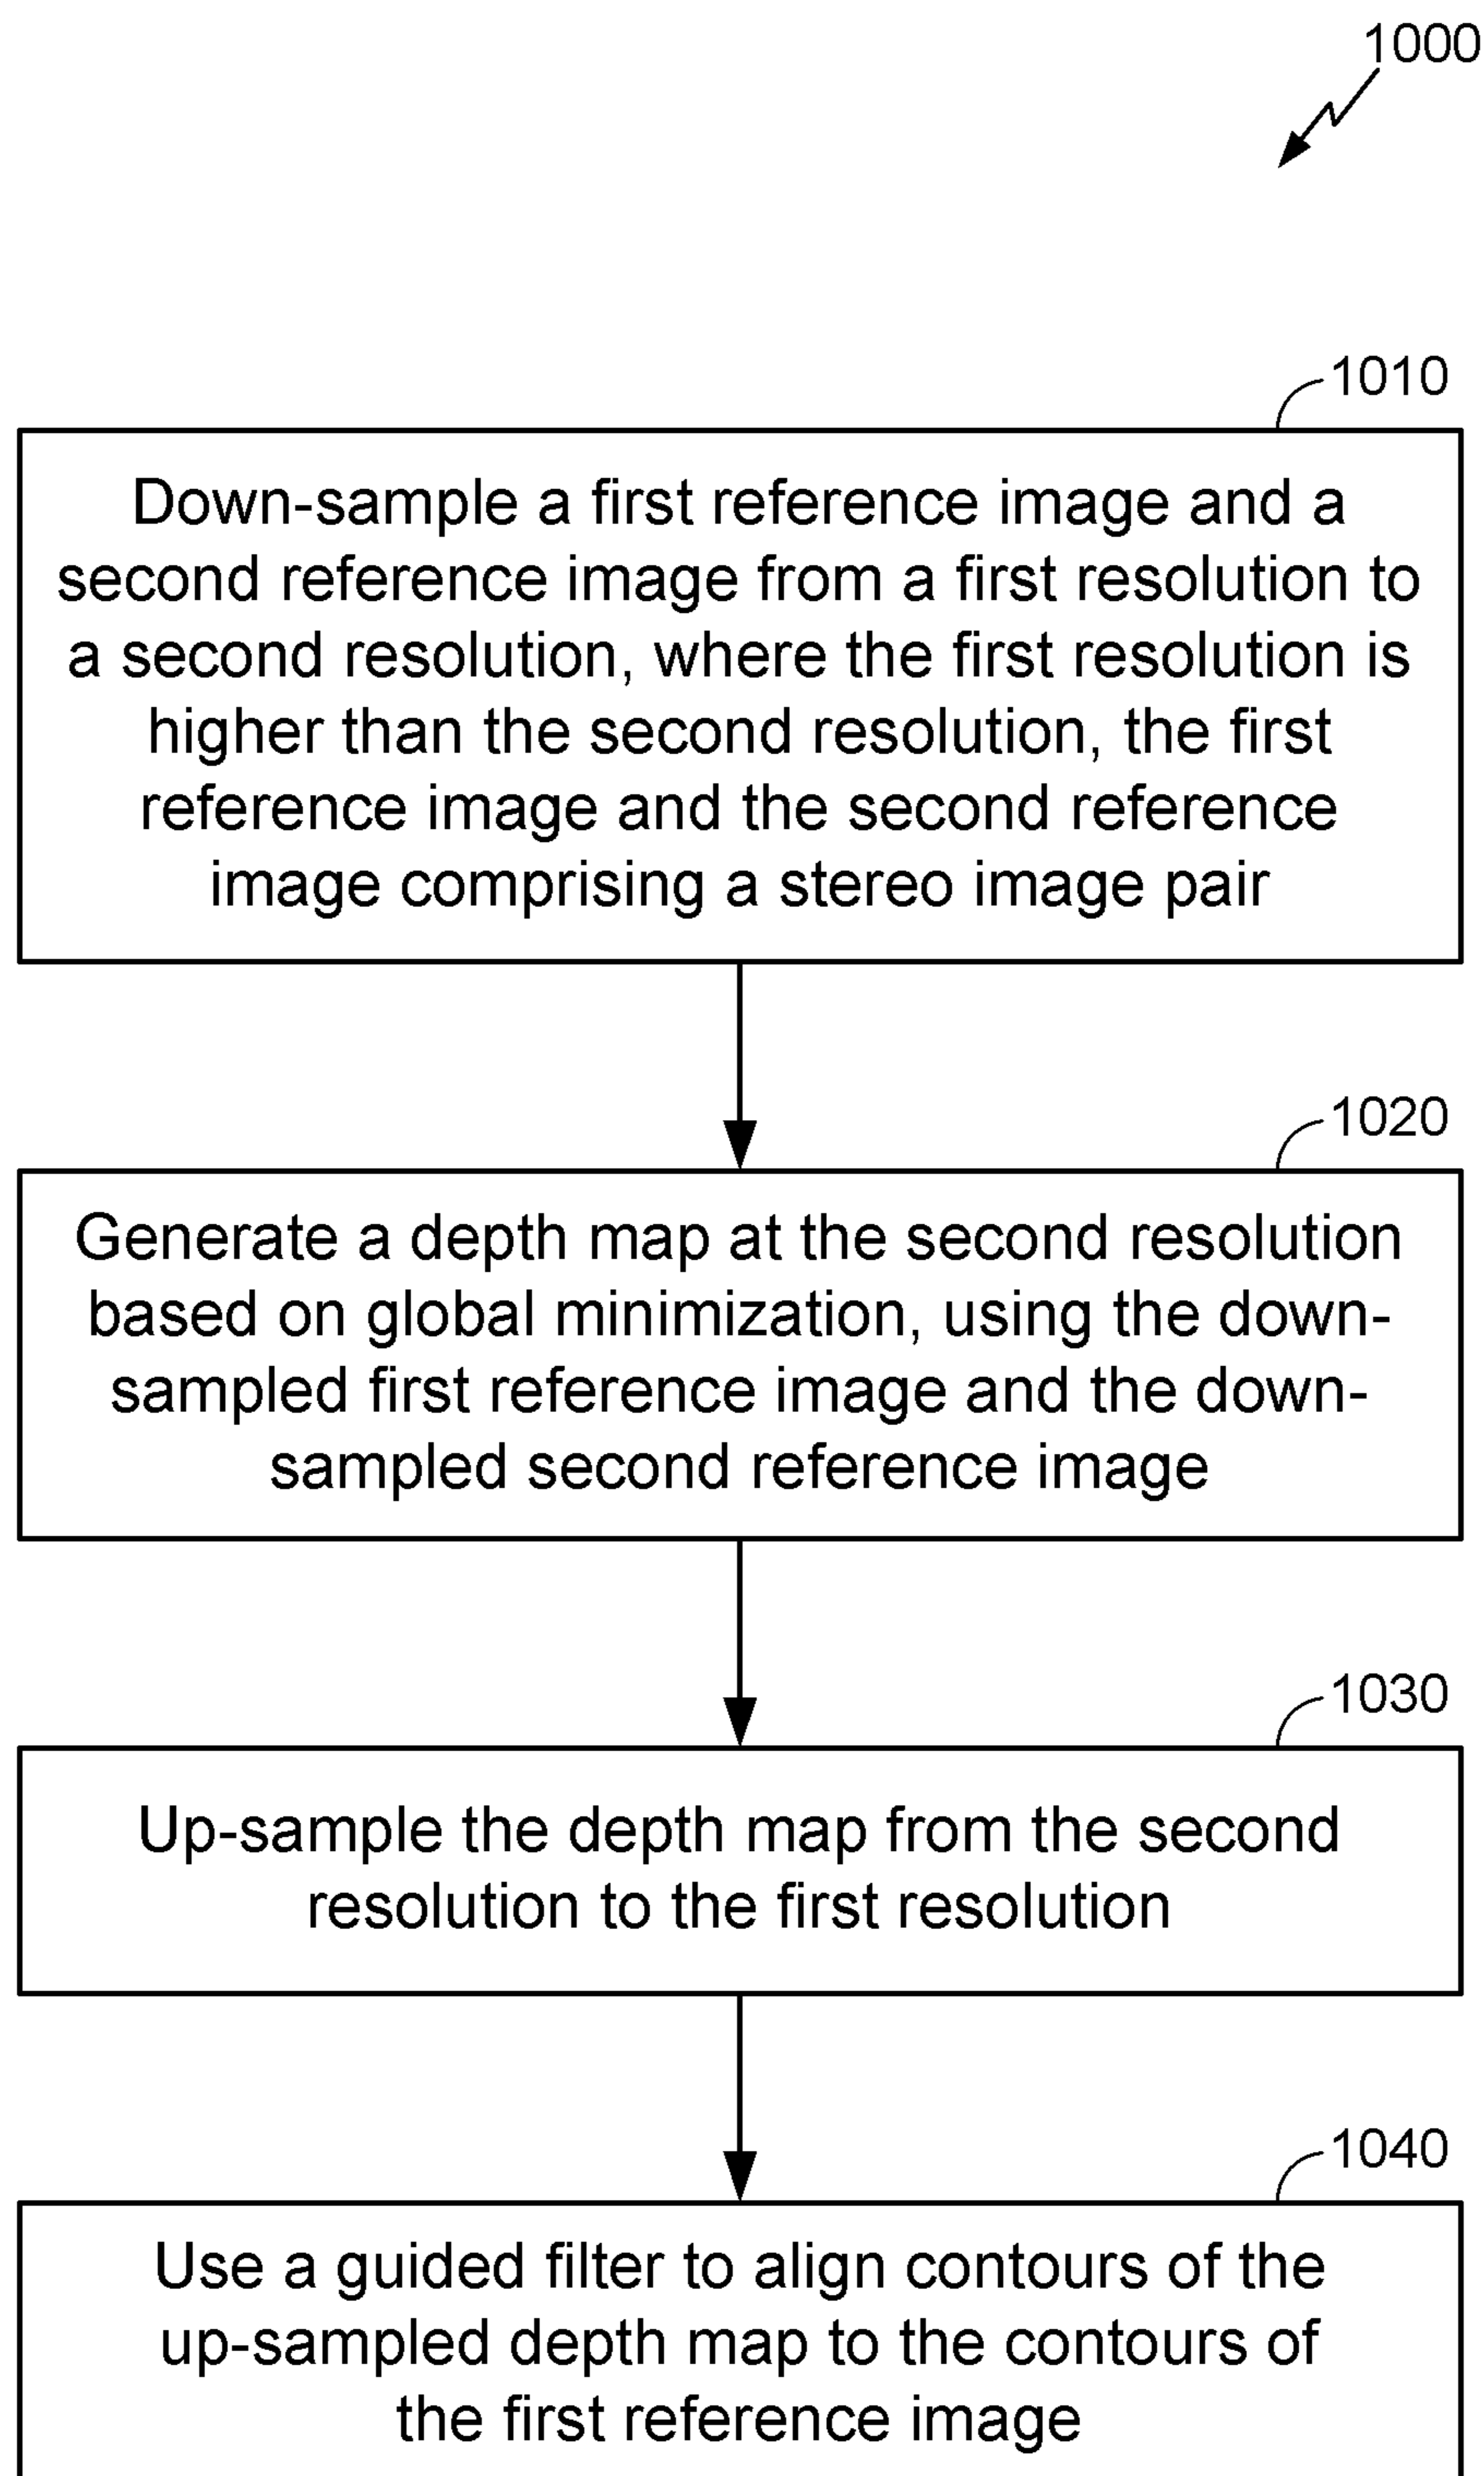 1000
1010
Down-sample a first reference image and a
second reference image from a first resolution to
a second resolution, where the first resolution is
higher than the second resolution, the first
reference image and the second reference
image comprising a stereo image pair
1020
Generate a depth map at the second resolution
based on global minimization, using the down-
sampled first reference image and the down-
sampled second reference image
1030
Up-sample the depth map from the second
resolution to the first resolution
1040
Use a guided filter to align contours of the
up-sampled depth map to the contours of
the first reference image